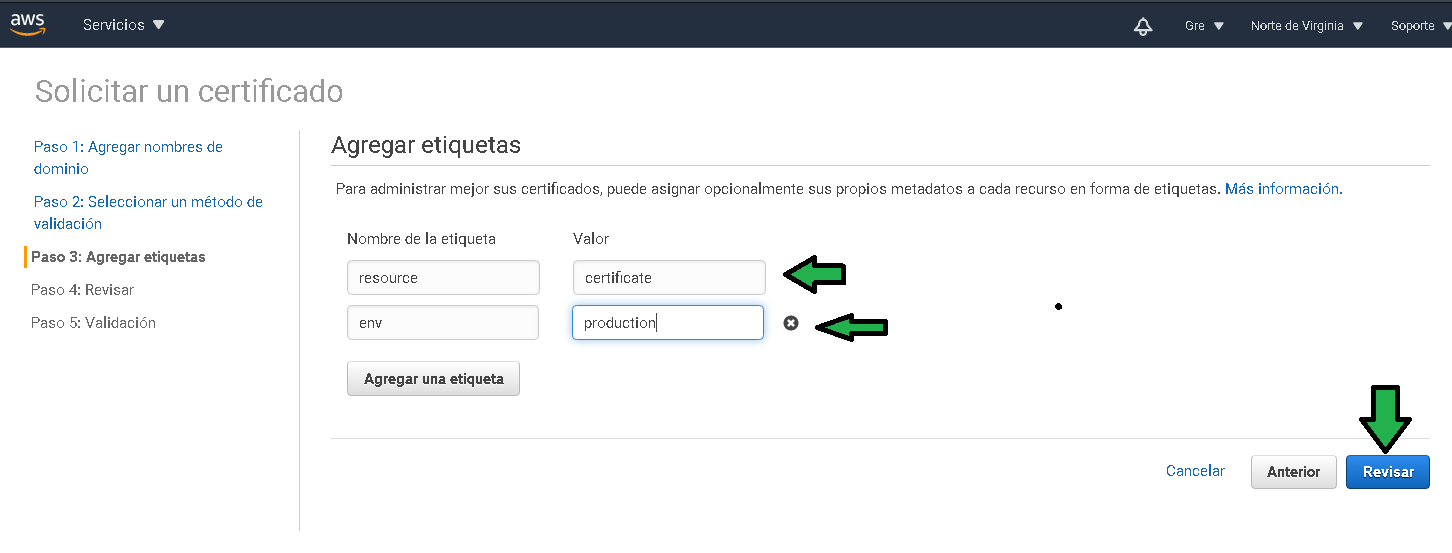 aws Servicios Gre Norte de Virginia Soporte
Solicitar un certificado
Paso 1: Agregar nombres de
dominio
Paso 2: Seleccionar un método de
validación
Paso 3: Agregar etiquetas
Paso 4: Revisar
Paso 5: Validación
Agregar etiquetas
Para administrar mejor sus certificados, puede asignar opcionalmente sus propios metadatos a cada recurso en forma de etiquetas. Más información.
Nombre de la etiqueta Valor
resource certificate
env production
Agregar una etiqueta
Cancelar Anterior Revisar